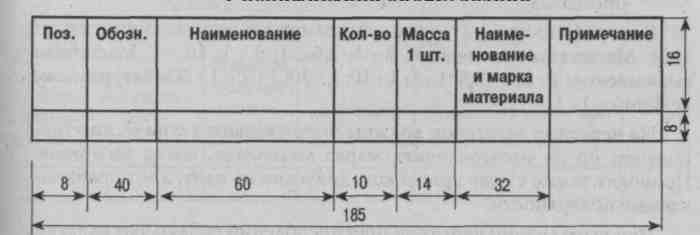 Поз.
Обозн.
Наименование
Кол-во
Масса
1 шт.
Наиме-
нование
и марка
материала
Примечание
16
8
8
40
60
10
14
32
185